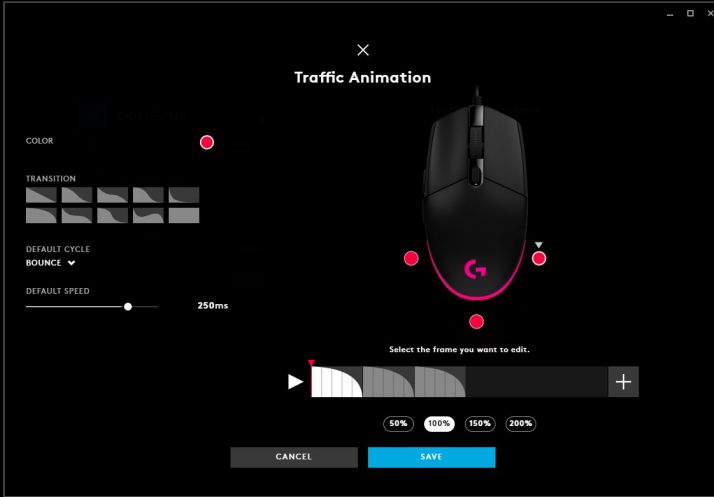 Traffic Animation
COLOR
TRANSITION
DEFAULT CYCLE
BOUNCE
DEFAULT SPEED
250ms
G
Select the frame you want to edit.
50% 100% 150% 200%
CANCEL SAVE